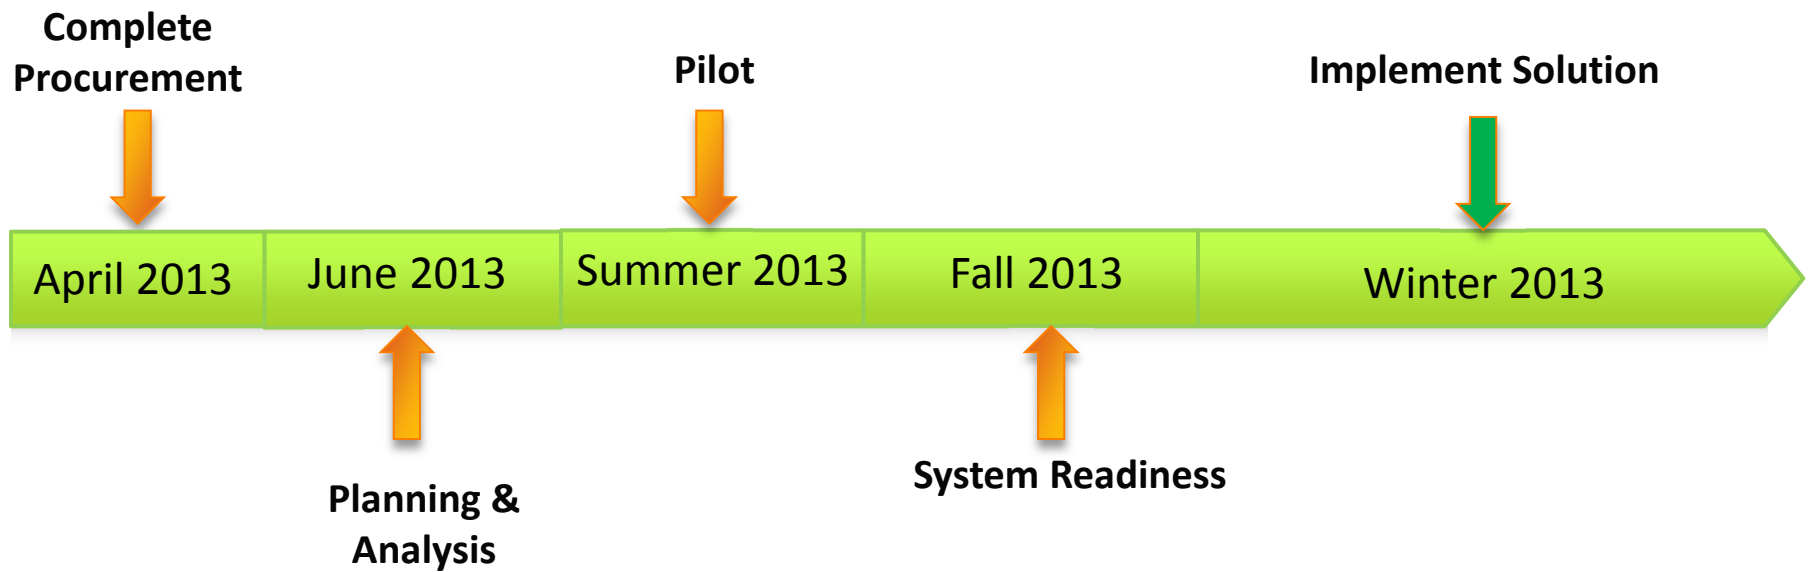 Complete
Procurement
Pilot
Implement Solution
April 2013
June 2013
Summer 2013
Fall 2013
Winter 2013
Planning &
Analysis
System Readiness